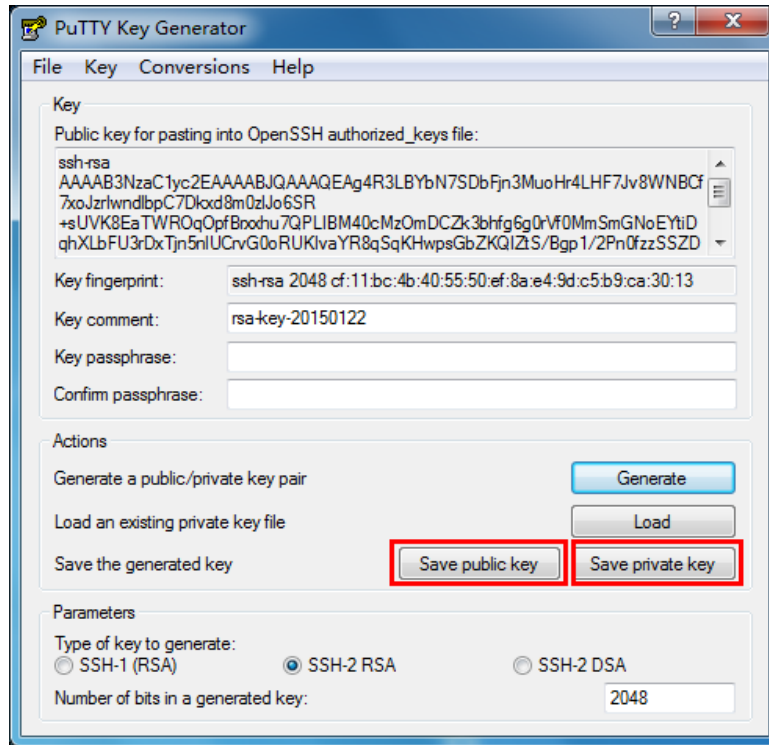 PuTTY Key Generator
File Key Conversions Help
Key
Public key for pasting into OpenSSH authorized_keys file:
ssh-rsa
AAAAB3NzaC1yc2EAAAABJQAAAQEAg4R3LBYbN7SDbFjn3MuoHr4LHF7Jv8WNBCf
7xoJzrlwndlbpC7Dkxd8m0zlJo6SR
+sUVK8EaTWROqOpfBrxxhu7QPLIBM40cMzOmDCZk3bhfg6g0rVf0MmSmGNoEYtiD
qhXLbFU3rDxTjn5nlUCrvG0oRUKlvaYR8qSqKHwpsGbZKQIZtS/Bgp1/2Pn0fzzSSZD
Key fingerprint: ssh-rsa 2048 cf:11:bc:4b:40:55:50:ef:8a:e4:9d:c5:b9:ca:30:13
Key comment: rsa-key-20150122
Key passphrase:
Confirm passphrase:
Actions
Generate a public/private key pair Generate
Load an existing private key file Load
Save the generated key Save public key Save private key
Parameters
Type of key to generate:
SSH-1 (RSA) SSH-2 RSA SSH-2 DSA
Number of bits in a generated key: 2048